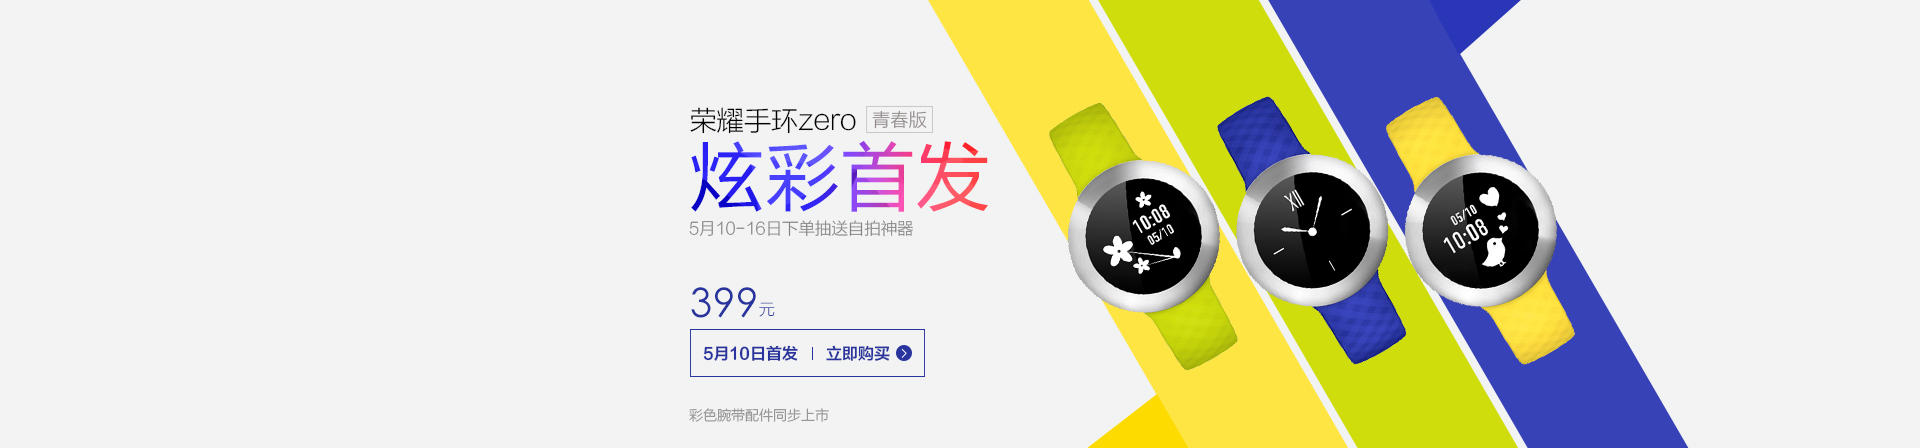 荣耀手环zero 青春版
炫彩首发
5月10-16日下单抽送自拍神器
399元
5月10日首发 | 立即购买
彩色腕带配件同步上市
10:08
05/10
XII
05/10
10:08